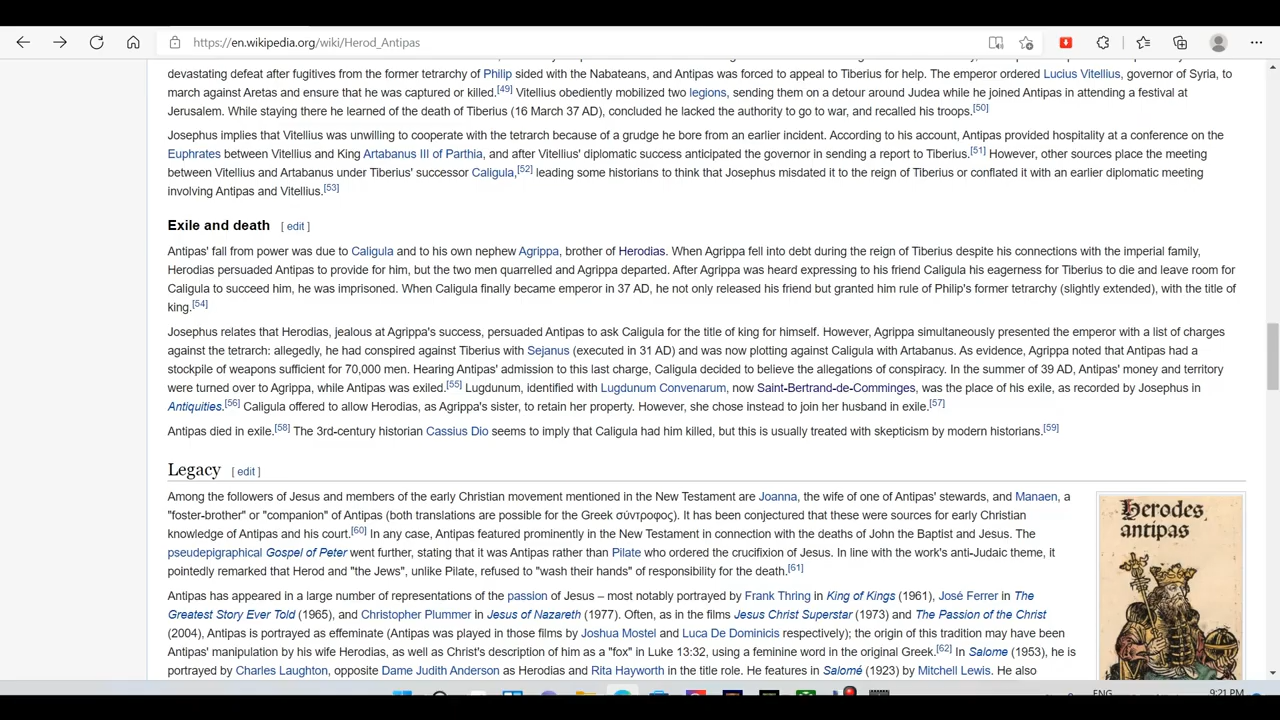 https://en.wikipedia.org/wiki/Herod_Antipas
devastating defeat after fugitives from the former tetrarchy of Philip sided with the Nabateans, and Antipas was forced to appeal to Tiberius for help. The emperor ordered Lucius Vitellius, governor of Syria, to
march against Aretas and ensure that he was captured or killed.[49] Vitellius obediently mobilized two legions, sending them on a detour around Judea while he joined Antipas in attending a festival at
Jerusalem. While staying there he learned of the death of Tiberius (16 March 37 AD), concluded he lacked the authority to go to war, and recalled his troops.[50]
Josephus implies that Vitellius was unwilling to cooperate with the tetrarch because of a grudge he bore from an earlier incident. According to his account, Antipas provided hospitality at a conference on the
Euphrates between Vitellius and King Artabanus III of Parthia, and after Vitellius' diplomatic success anticipated the governor in sending a report to Tiberius.[51] However, other sources place the meeting
between Vitellius and Artabanus under Tiberius' successor Caligula,[52] leading some historians to think that Josephus misdated it to the reign of Tiberius or conflated it with an earlier diplomatic meeting
involving Antipas and Vitellius.[53]
Exile and death [ edit ]
Antipas' fall from power was due to Caligula and to his own nephew Agrippa, brother of Herodias. When Agrippa fell into debt during the reign of Tiberius despite his connections with the imperial family,
Herodias persuaded Antipas to provide for him, but the two men quarrelled and Agrippa departed. After Agrippa was heard expressing to his friend Caligula his eagerness for Tiberius to die and leave room for
Caligula to succeed him, he was imprisoned. When Caligula finally became emperor in 37 AD, he not only released his friend but granted him rule of Philip's former tetrarchy (slightly extended), with the title of
king.[54]
Josephus relates that Herodias, jealous at Agrippa's success, persuaded Antipas to ask Caligula for the title of king for himself. However, Agrippa simultaneously presented the emperor with a list of charges
against the tetrarch: allegedly, he had conspired against Tiberius with Sejanus (executed in 31 AD) and was now plotting against Caligula with Artabanus. As evidence, Agrippa noted that Antipas had a
stockpile of weapons sufficient for 70,000 men. Hearing Antipas' admission to this last charge, Caligula decided to believe the allegations of conspiracy. In the summer of 39 AD, Antipas' money and territory
were turned over to Agrippa, while Antipas was exiled.[55] Lugdunum, identified with Lugdunum Convenarum, now Saint-Bertrand-de-Comminges, was the place of his exile, as recorded by Josephus in
Antiquities.[56] Caligula offered to allow Herodias, as Agrippa's sister, to retain her property. However, she chose instead to join her husband in exile.[57]
Antipas died in exile.[58] The 3rd-century historian Cassius Dio seems to imply that Caligula had him killed, but this is usually treated with skepticism by modern historians.[59]
Legacy [ edit ]
Among the followers of Jesus and members of the early Christian movement mentioned in the New Testament are Joanna, the wife of one of Antipas' stewards, and Manaen, a
"foster-brother" or "companion" of Antipas (both translations are possible for the Greek σύντροφος). It has been conjectured that these were sources for early Christian
knowledge of Antipas and his court.[60] In any case, Antipas featured prominently in the New Testament in connection with the deaths of John the Baptist and Jesus. The
pseudepigraphical Gospel of Peter went further, stating that it was Antipas rather than Pilate who ordered the crucifixion of Jesus. In line with the work's anti-Judaic theme, it
pointedly remarked that Herod and "the Jews", unlike Pilate, refused to "wash their hands" of responsibility for the death.[61]
Antipas has appeared in a large number of representations of the passion of Jesus – most notably portrayed by Frank Thring in King of Kings (1961), José Ferrer in The
Greatest Story Ever Told (1965), and Christopher Plummer in Jesus of Nazareth (1977). Often, as in the films Jesus Christ Superstar (1973) and The Passion of the Christ
(2004), Antipas is portrayed as effeminate (Antipas was played in those films by Joshua Mostel and Luca De Dominicis respectively); the origin of this tradition may have been
Antipas' manipulation by his wife Herodias, as well as Christ's description of him as a "fox" in Luke 13:32, using a feminine word in the original Greek.[62] In Salome (1953), he is
portrayed by Charles Laughton, opposite Dame Judith Anderson as Herodias and Rita Hayworth in the title role. He features in Salomé (1923) by Mitchell Lewis. He also
Herodes
antipas
ENG
9:21 PM